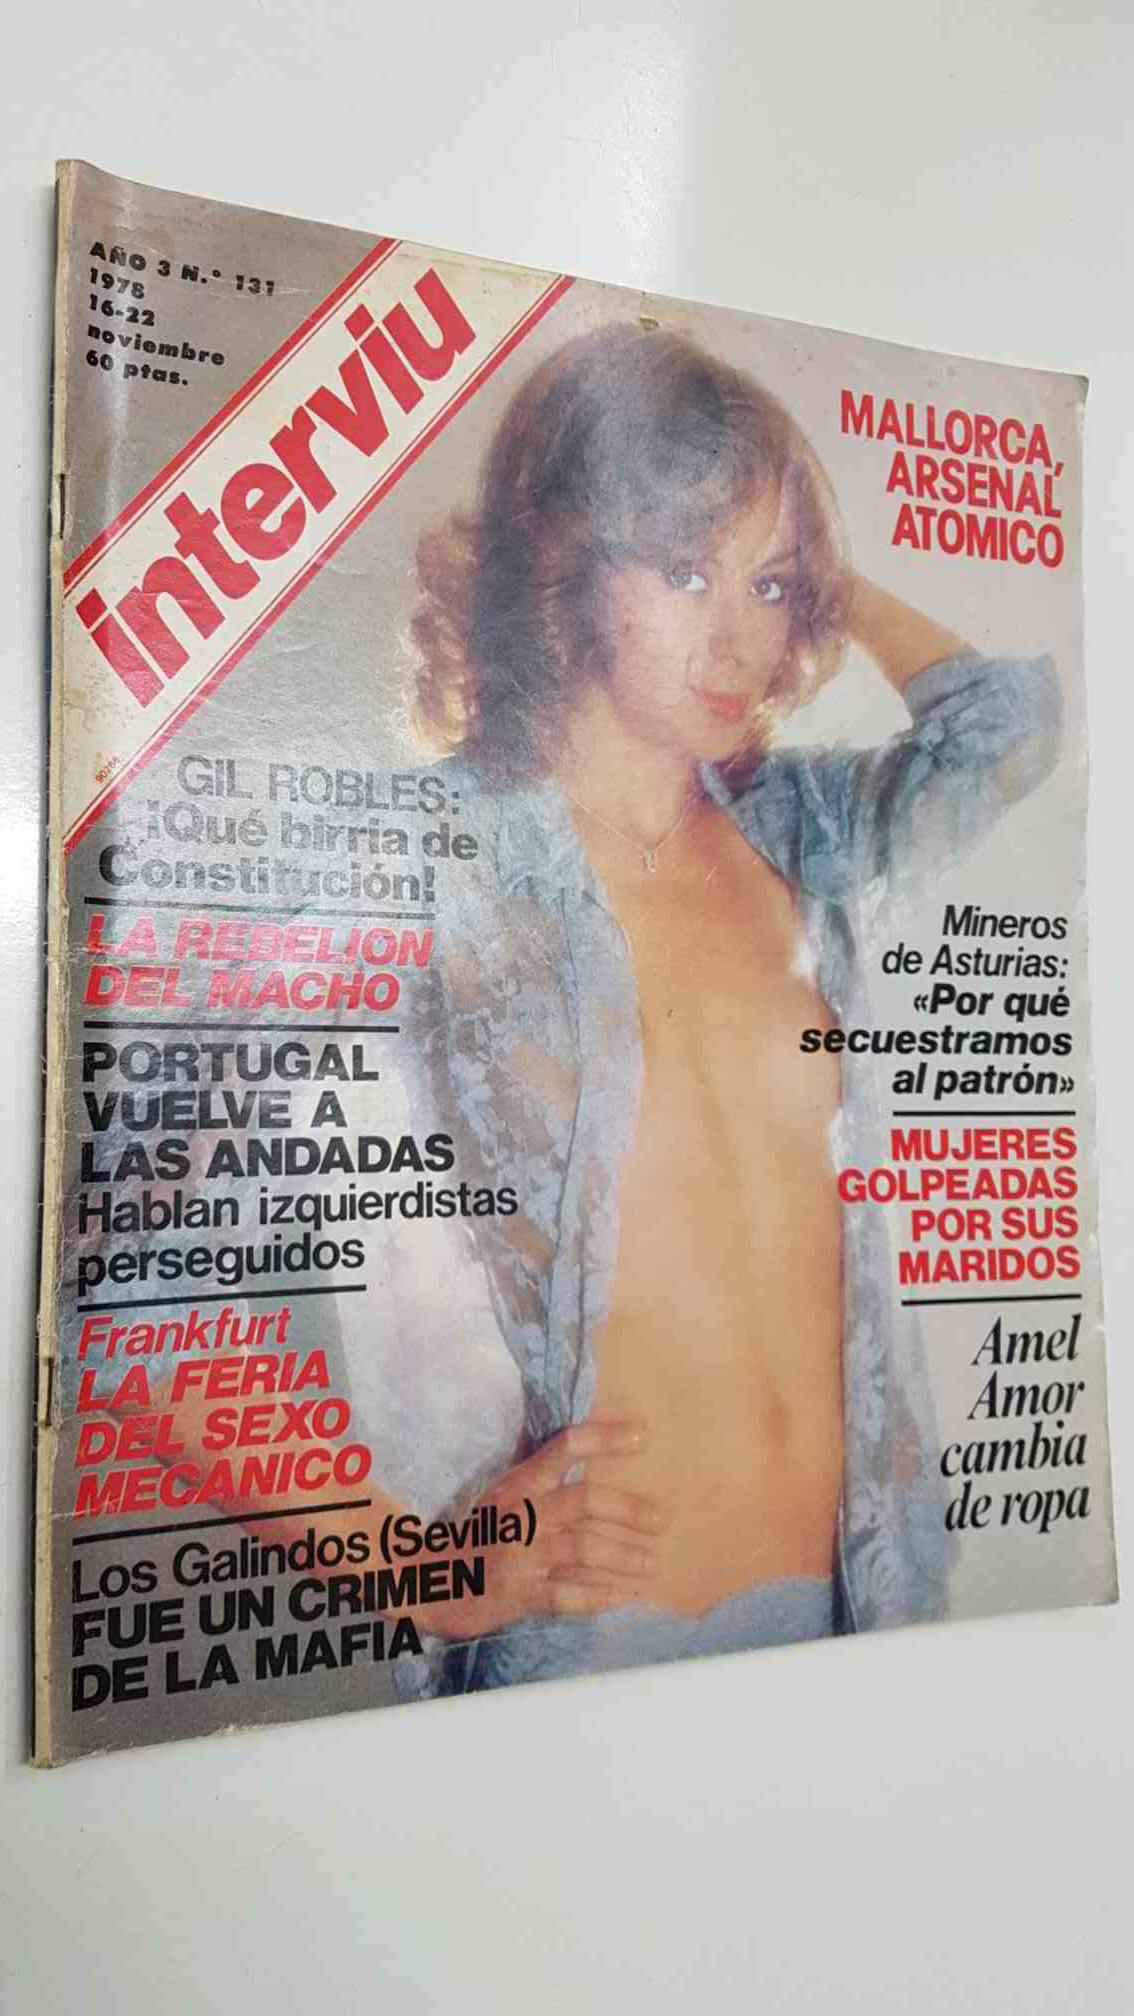 AÑO 3 N.° 131
1978
16-22
noviembre
60 ptas.
interviu
90766
MALLORCA,
ARSENAL
ATOMICO
GIL ROBLES:
¡Qué birria de
Constitución!
LA REBELION
DEL MACHO
PORTUGAL
VUELVE A
LAS ANDADAS
Hablan izquierdistas
perseguidos
Frankfurt
LA FERIA
DEL SEXO
MECANICO
Los Galindos (Sevilla)
FUE UN CRIMEN
DE LA MAFIA
Mineros
de Asturias:
«Por qué
secuestramos
al patrón»
MUJERES
GOLPEADAS
POR SUS
MARIDOS
Amel
Amor
cambia
de ropa